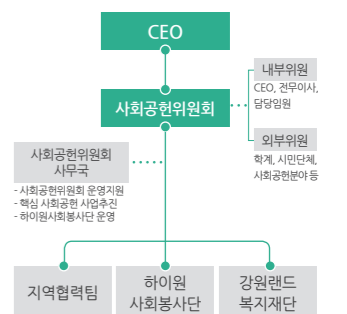 CEO
사회공헌위원회
내부위원
CEO, 전무이사,
담당임원
외부위원
학계, 시민단체,
사회공헌분야 등
사회공헌위원회
사무국
- 사회공헌위원회 운영지원
- 핵심 사회공헌 사업추진
- 하이원사회봉사단 운영
지역협력팀
하이원
사회봉사단
강원랜드
복지재단